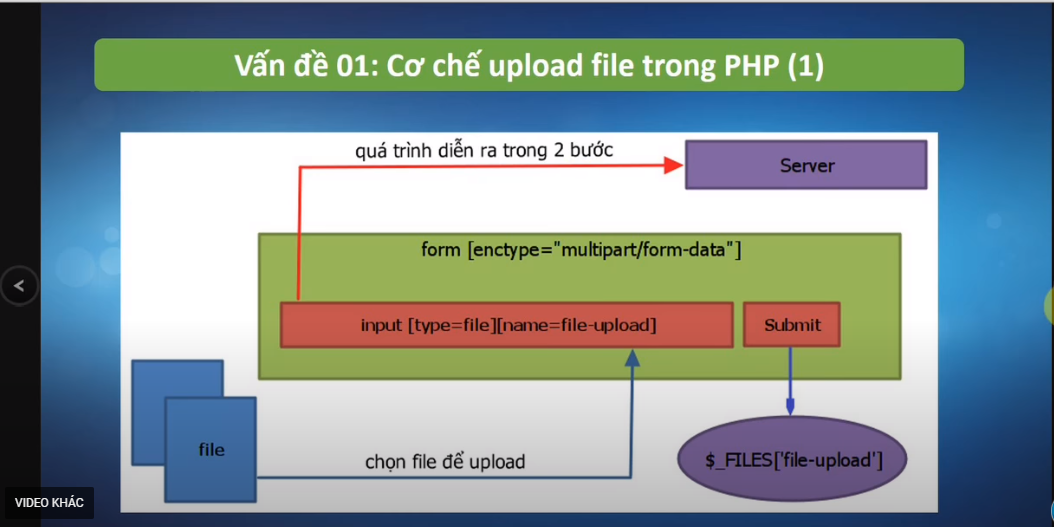 Vấn đề 01: Cơ chế upload file trong PHP (1)
quá trình diễn ra trong 2 bước
Server
form [enctype="multipart/form-data"]
input [type=file][name=file-upload]
Submit
file
chọn file để upload
$_FILES['file-upload']
VIDEO KHÁC